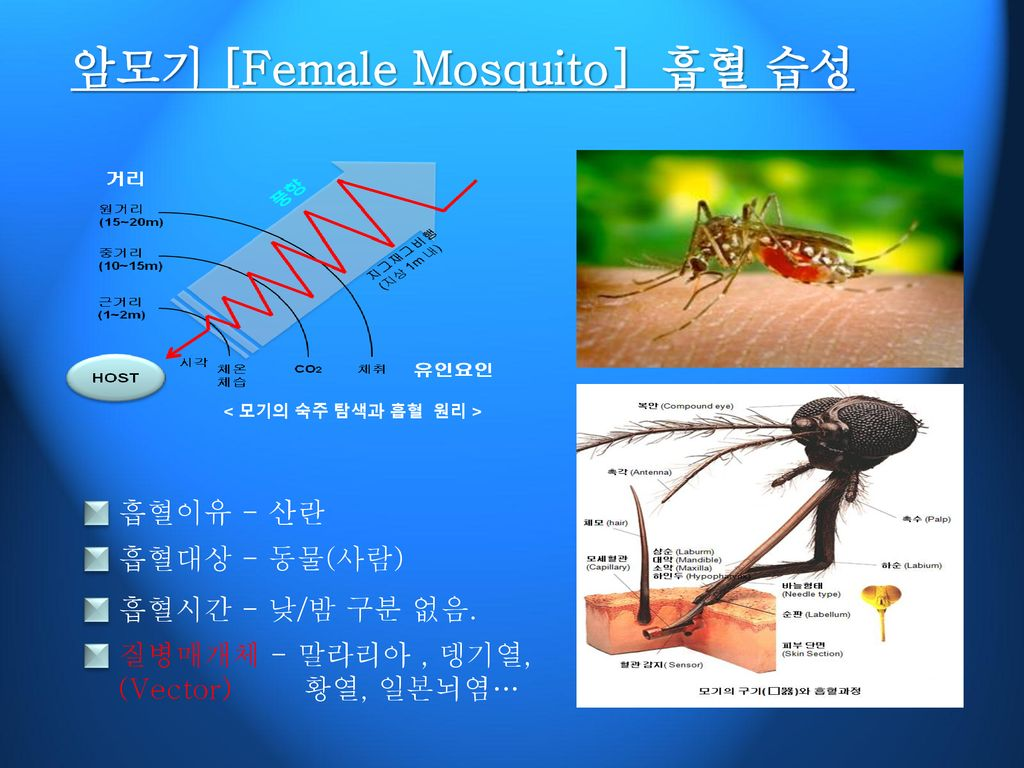 암모기 [Female Mosquito] 흡혈 습성
거리
원거리
(15~20m)
중거리
(10~15m)
근거리
(1~2m)
풍향
지그재그비행
(지상 1m 내)
HOST
시각
체온
체습
CO2
체취
유인요인
< 모기의 숙주 탐색과 흡혈 원리 >
흡혈이유 - 산란
흡혈대상 - 동물(사람)
흡혈시간 - 낮/밤 구분 없음.
질병매개체 - 말라리아 , 뎅기열,
(Vector) 황열, 일본뇌염…
복안 (Compound eye)
촉각 (Antenna)
체모 (hair)
촉수 (Palp)
모세혈관
(Capillary)
상순 (Laburm)
대악 (Mandible)
소악 (Maxilla)
하인두 (Hypopharynx)
하순 (Labium)
바늘형태
(Needle type)
순판 (Labellum)
피부 단면
(Skin Section)
혈관 감지( Sensor)
모기의 구기(口器)와 흡혈과정